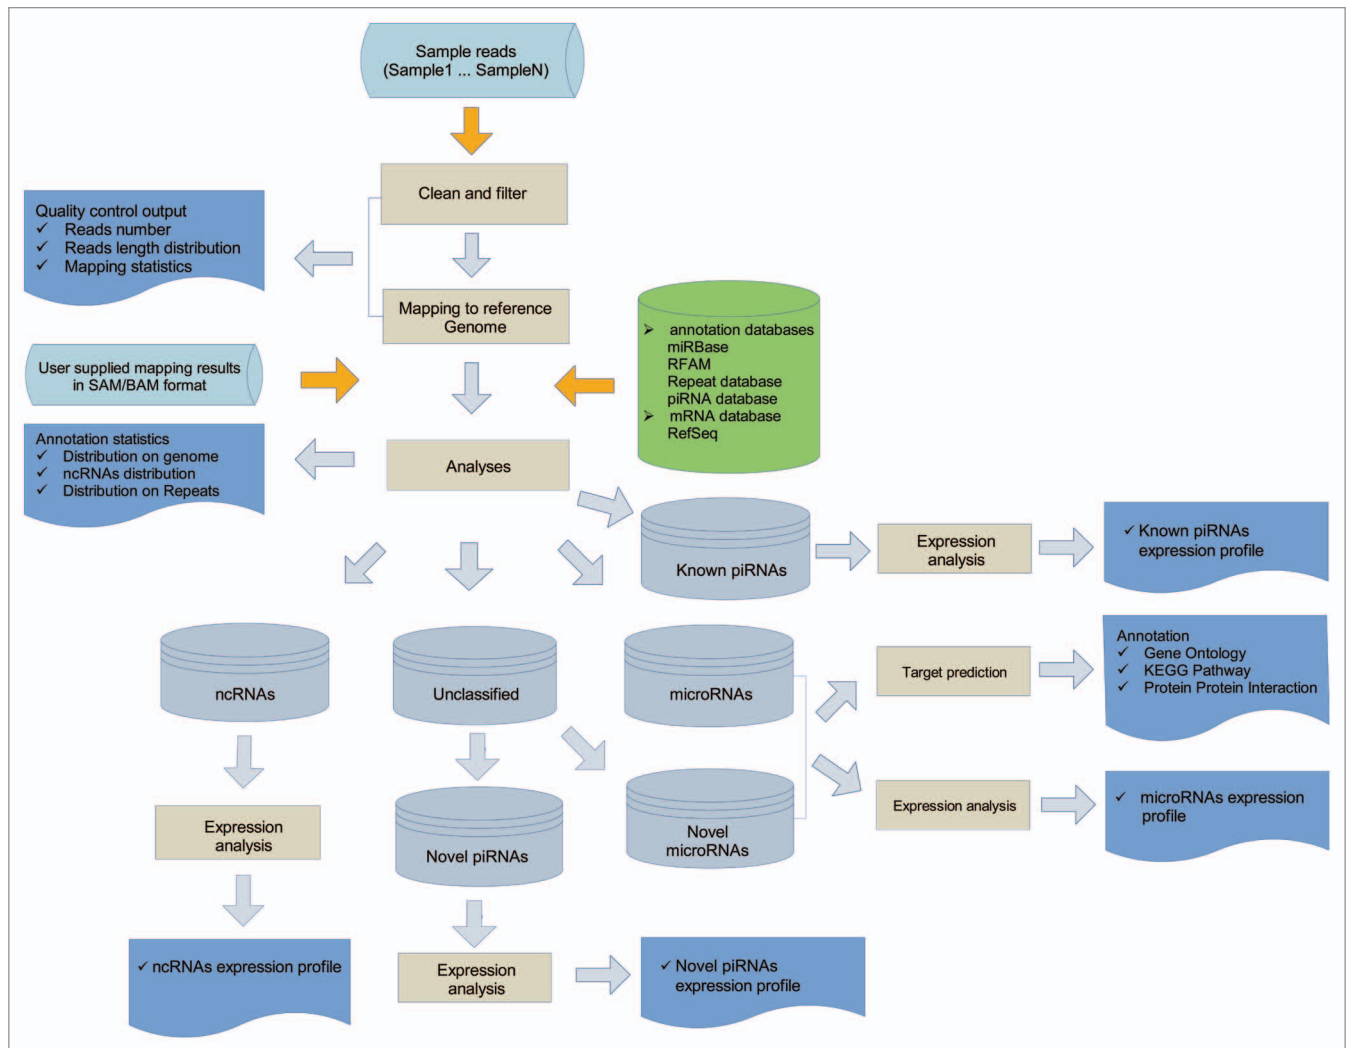 Sample reads
(Sample1 ... SampleN)
Clean and filter
Quality control output
✓ Reads number
✓ Reads length distribution
✓ Mapping statistics
Mapping to reference
Genome
➢ annotation databases
miRBase
RFAM
Repeat database
piRNA database
➢ mRNA database
RefSeq
User supplied mapping results
in SAM/BAM format
Annotation statistics
✓ Distribution on genome
✓ ncRNAs distribution
✓ Distribution on Repeats
Analyses
Known piRNAs
Expression
analysis
✓ Known piRNAs
expression profile
ncRNAs
Unclassified
microRNAs
Target prediction
Annotation
✓ Gene Ontology
✓ KEGG Pathway
✓ Protein Protein Interaction
Expression
analysis
Novel piRNAs
Novel
microRNAs
Expression analysis
✓ microRNAs expression
profile
✓ ncRNAs expression profile
Expression
analysis
✓ Novel piRNAs
expression profile